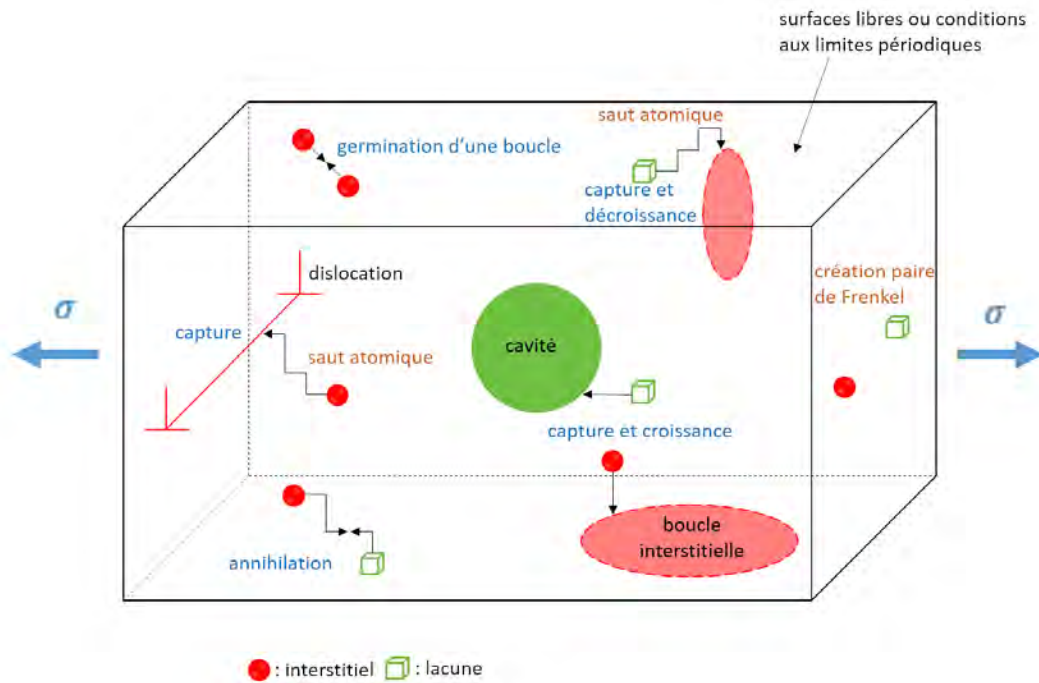 surfaces libres ou conditions
aux limites périodiques
saut atomique
germination d'une boucle
capture et
décroissance
dislocation
création paire
de Frenkel
σ
σ
capture
saut atomique
cavité
capture et croissance
boucle
interstitielle
annihilation
: interstitiel : lacune